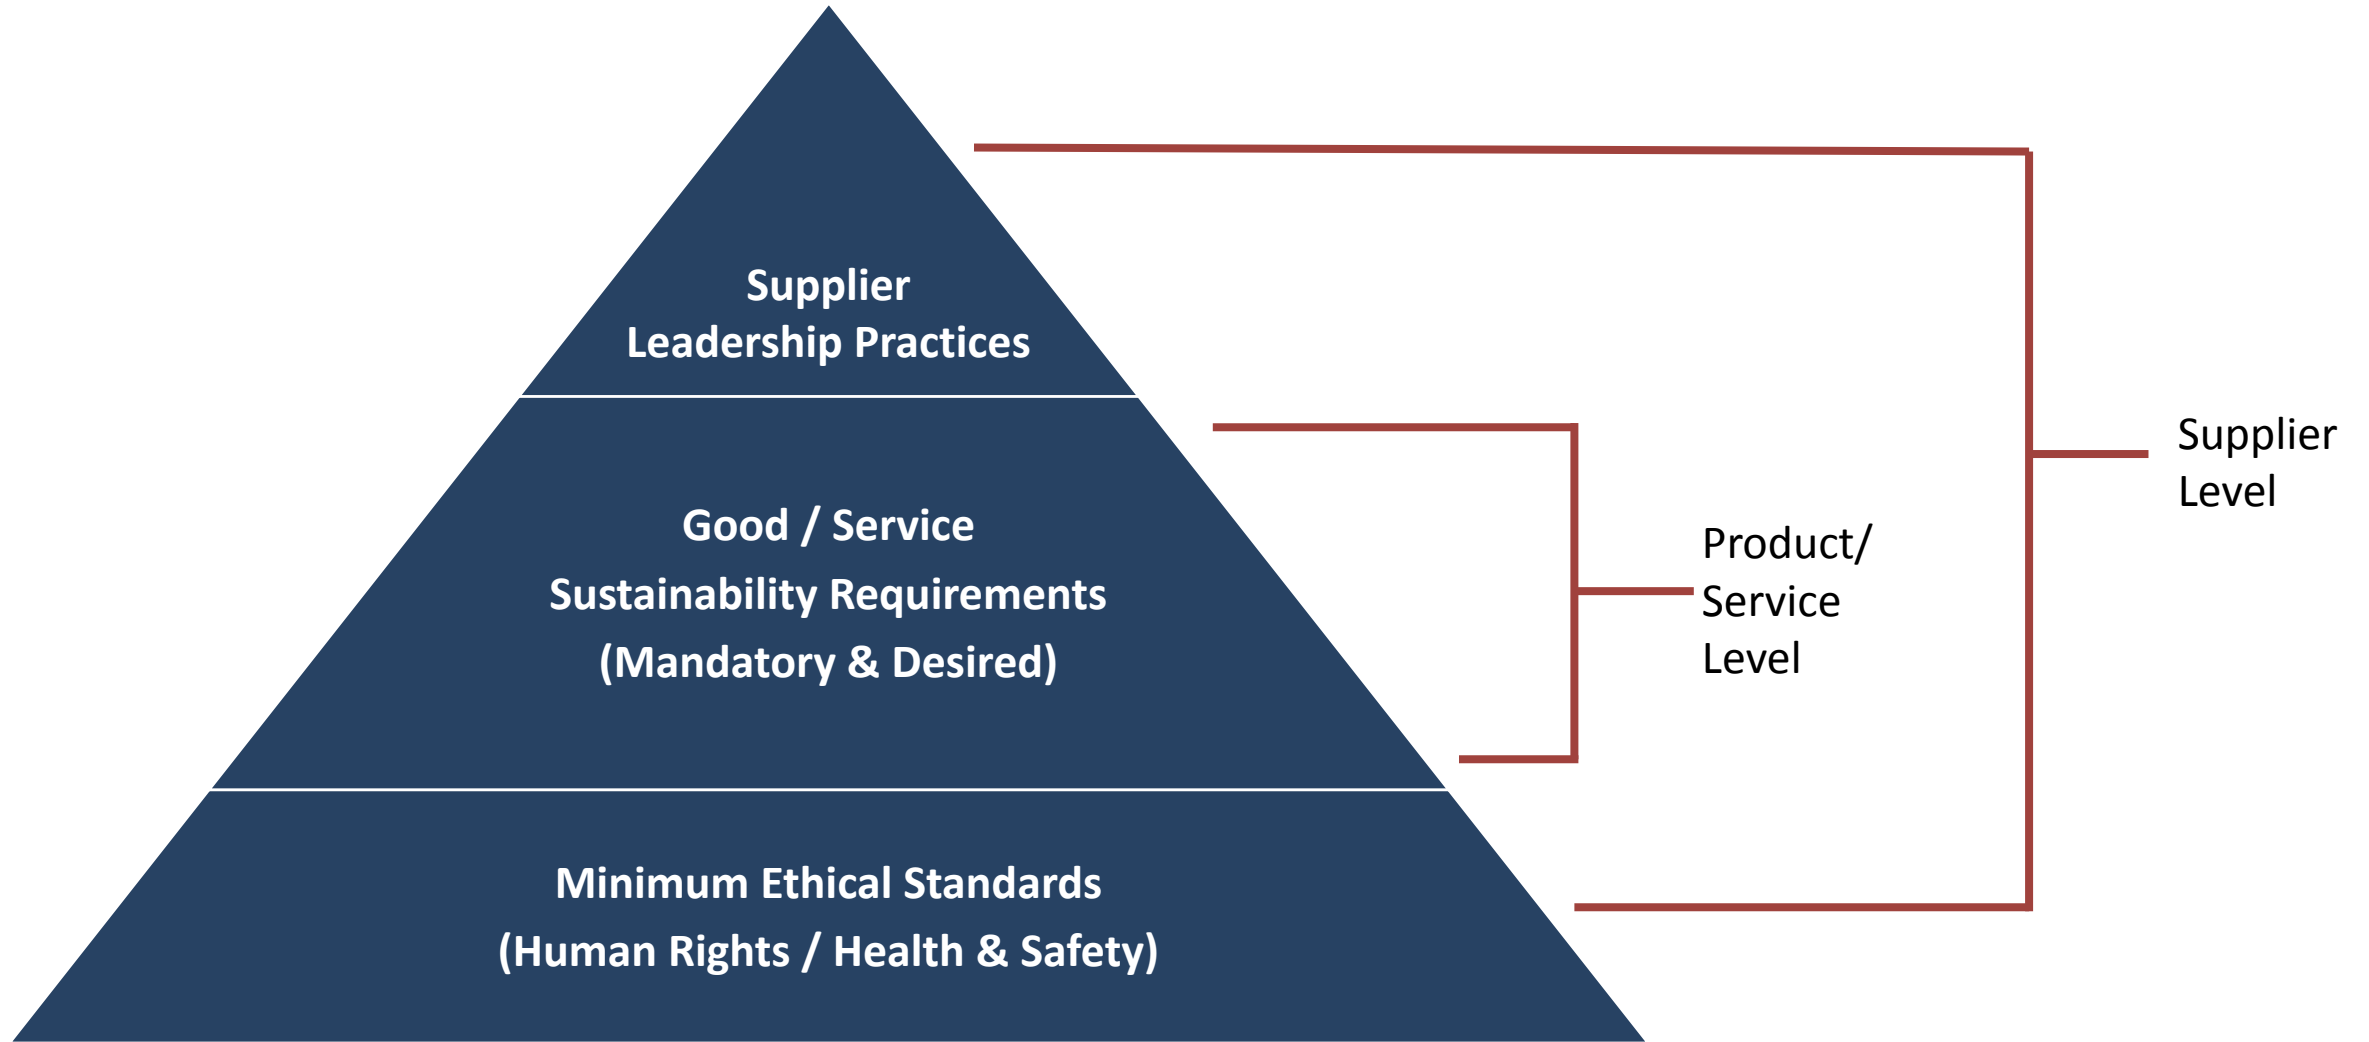 Supplier
Leadership Practices
Good / Service
Sustainability Requirements
(Mandatory & Desired)
Minimum Ethical Standards
(Human Rights / Health & Safety)
Product/
Service
Level
Supplier
Level